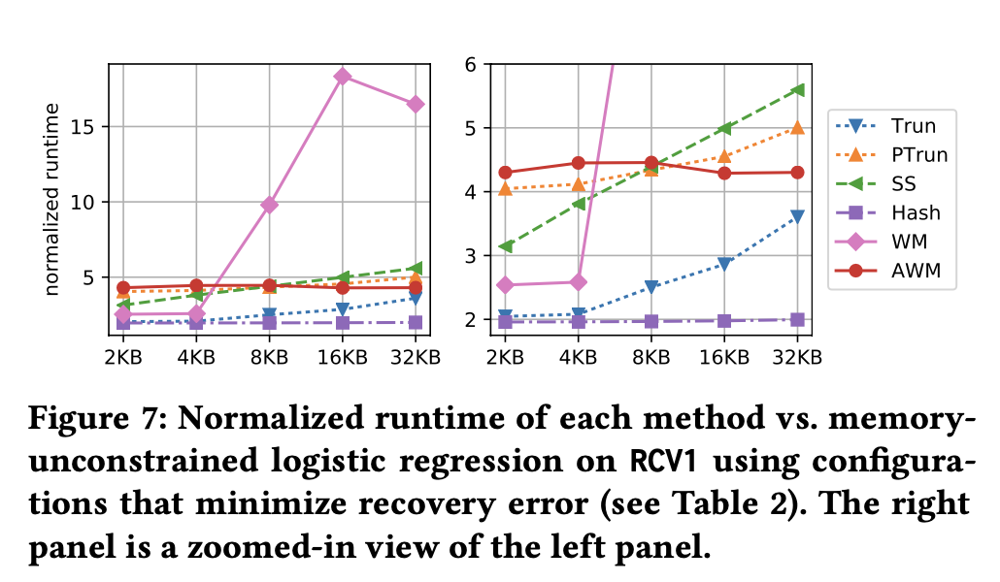 normalized runtime
15
10
5
2KB 4KB 8KB 16KB 32KB
6
5
4
3
2
2KB 4KB 8KB 16KB 32KB
Trun
PTrun
SS
Hash
WM
AWM
Figure 7: Normalized runtime of each method vs. memory-
unconstrained logistic regression on RCV1 using configura-
tions that minimize recovery error (see Table 2). The right
panel is a zoomed-in view of the left panel.